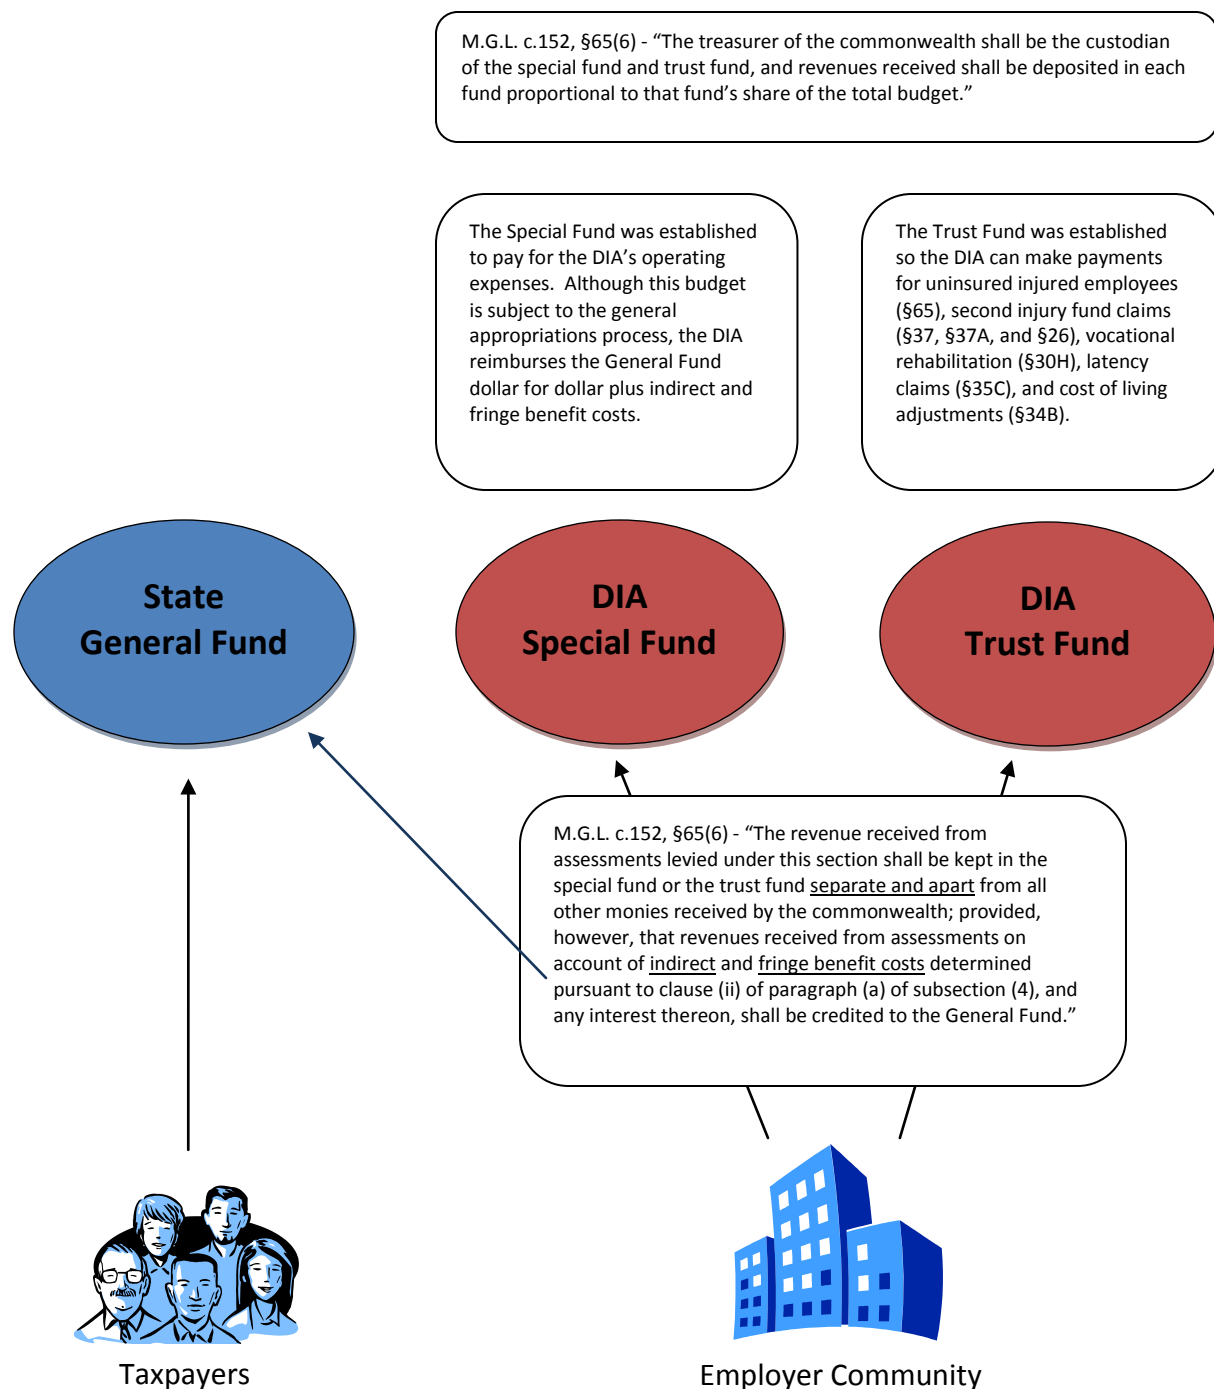 M.G.L. c.152, §65(6) - “The treasurer of the commonwealth shall be the custodian
of the special fund and trust fund, and revenues received shall be deposited in each
fund proportional to that fund’s share of the total budget.”
The Special Fund was established
to pay for the DIA’s operating
expenses.  Although this budget
is subject to the general
appropriations process, the DIA
reimburses the General Fund
dollar for dollar plus indirect and
fringe benefit costs.
The Trust Fund was established
so the DIA can make payments
for uninsured injured employees
(§65), second injury fund claims
(§37, §37A, and §26), vocational
rehabilitation (§30H), latency
claims (§35C), and cost of living
adjustments (§34B).
State
General Fund
DIA
Special Fund
DIA
Trust Fund
M.G.L. c.152, §65(6) - “The revenue received from
assessments levied under this section shall be kept in the
special fund or the trust fund separate and apart from all
other monies received by the commonwealth; provided,
however, that revenues received from assessments on
account of indirect and fringe benefit costs determined
pursuant to clause (ii) of paragraph (a) of subsection (4), and
any interest thereon, shall be credited to the General Fund.”
Taxpayers
Employer Community